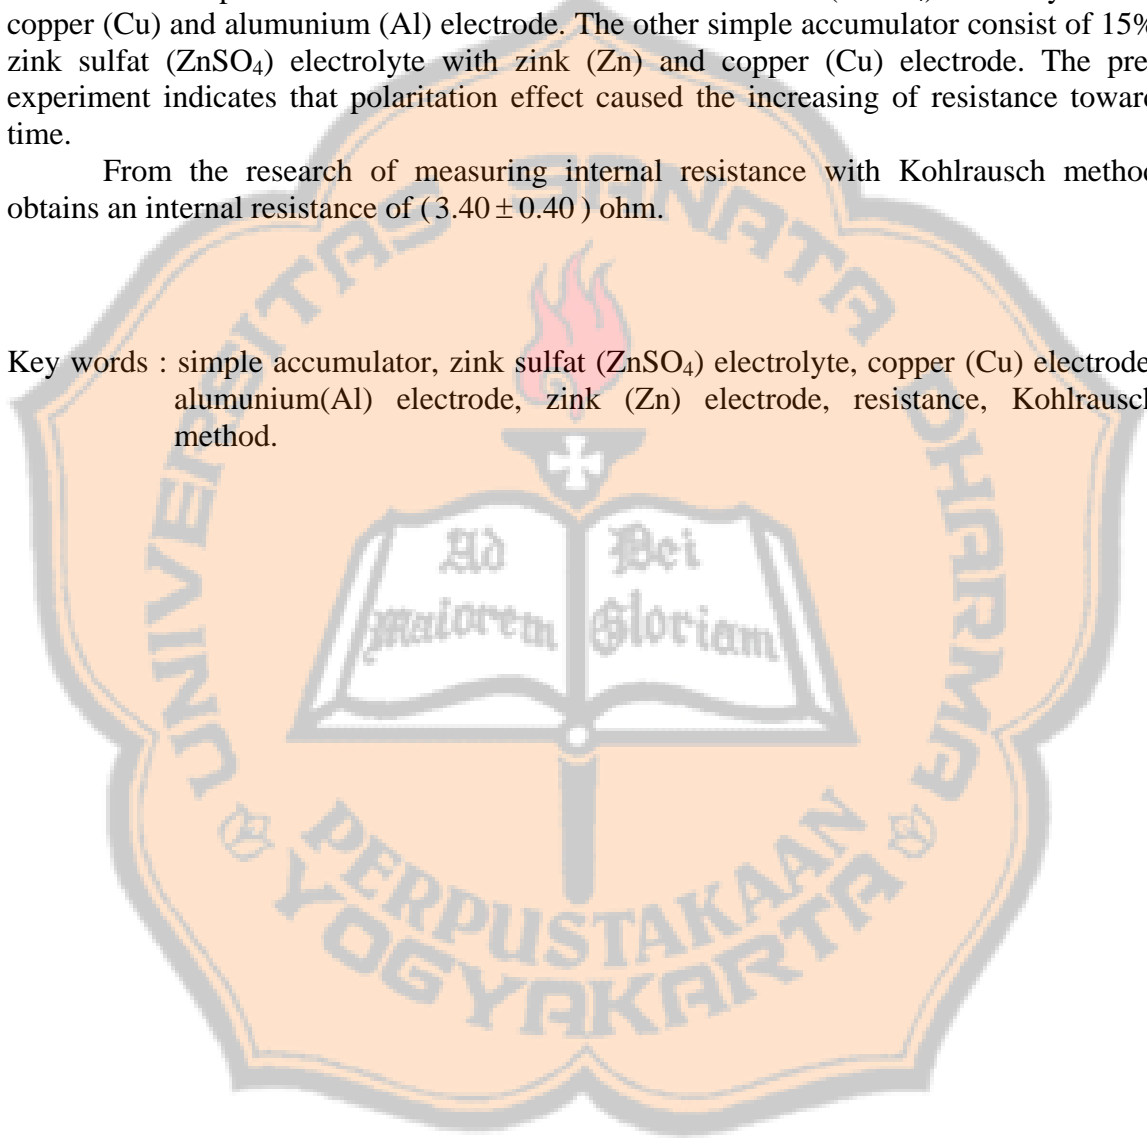 copper (Cu) and alumunium (Al) electrode. The other simple accumulator consist of 15%
zink sulfat (ZnSO₄) electrolyte with zink (Zn) and copper (Cu) electrode. The pre
experiment indicates that polaritation effect caused the increasing of resistance toward
time.
From the research of measuring internal resistance with Kohlrausch method
obtains an internal resistance of (3.40 ± 0.40) ohm.
Key words : simple accumulator, zink sulfat (ZnSO₄) electrolyte, copper (Cu) electrode
alumunium(Al) electrode, zink (Zn) electrode, resistance, Kohlrausch
method.
UNIVERSITAS SANATA DHARMA
Ad Dei
Maiorem Gloriam
PERPUSTAKAAN
YOGYAKARTA